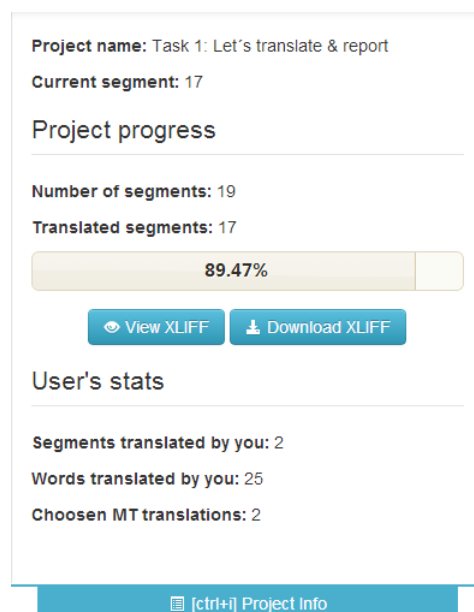 Project name: Task 1: Let´s translate & report
Current segment: 17
Project progress
Number of segments: 19
Translated segments: 17
89.47%
View XLIFF
Download XLIFF
User's stats
Segments translated by you: 2
Words translated by you: 25
Choosen MT translations: 2
[ctrl+i] Project Info